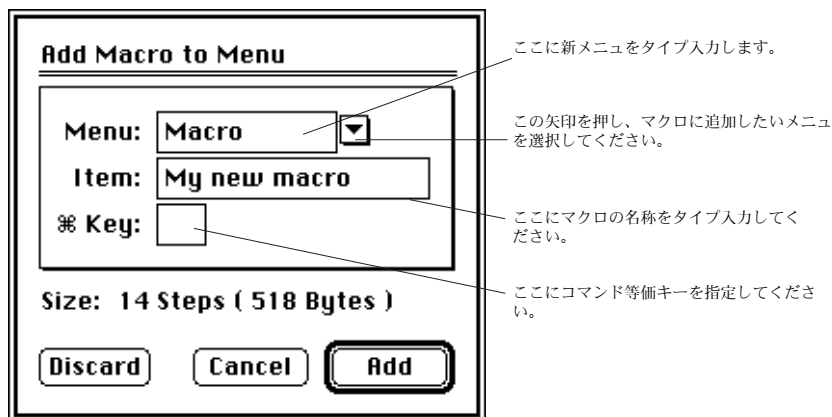 Add Macro to Menu
Menu: Macro
Item: My new macro
⌘ Key:
Size: 14 Steps ( 518 Bytes )
Discard Cancel Add
ここに新メニューをタイプ入力します。
この矢印を押し、マクロに追加したいメニュー
を選択してください。
ここにマクロの名称をタイプ入力してく
ださい。
ここにコマンド等価キーを指定してくださ
い。